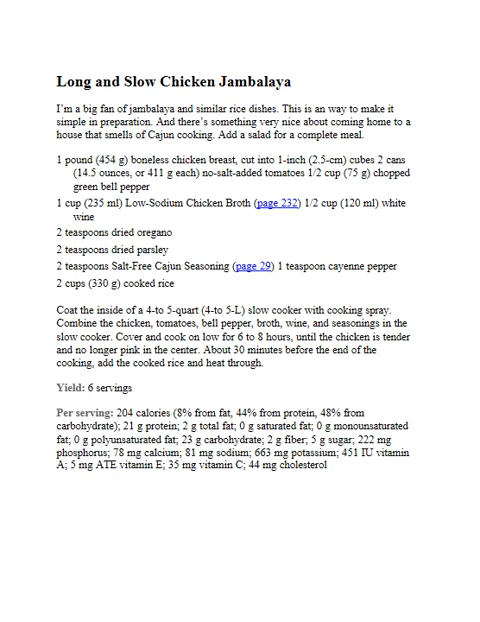 Long and Slow Chicken Jambalaya
I'm a big fan of jambalaya and similar rice dishes. This is an way to make it
simple in preparation. And there's something very nice about coming home to a
house that smells of Cajun cooking. Add a salad for a complete meal.
1 pound (454 g) boneless chicken breast, cut into 1-inch (2.5-cm) cubes 2 cans
(14.5 ounces, or 411 g each) no-salt-added tomatoes 1/2 cup (75 g) chopped
green bell pepper
1 cup (235 ml) Low-Sodium Chicken Broth (page 232) 1/2 cup (120 ml) white
wine
2 teaspoons dried oregano
2 teaspoons dried parsley
2 teaspoons Salt-Free Cajun Seasoning (page 29) 1 teaspoon cayenne pepper
2 cups (330 g) cooked rice
Coat the inside of a 4-to 5-quart (4-to 5-L) slow cooker with cooking spray.
Combine the chicken, tomatoes, bell pepper, broth, wine, and seasonings in the
slow cooker. Cover and cook on low for 6 to 8 hours, until the chicken is tender
and no longer pink in the center. About 30 minutes before the end of the
cooking, add the cooked rice and heat through.
Yield: 6 servings
Per serving: 204 calories (8% from fat, 44% from protein, 48% from
carbohydrate); 21 g protein; 2 g total fat; 0 g saturated fat; 0 g monounsaturated
fat; 0 g polyunsaturated fat; 23 g carbohydrate; 2 g fiber; 5 g sugar; 222 mg
phosphorus; 78 mg calcium; 81 mg sodium; 663 mg potassium; 451 IU vitamin
A; 5 mg ATE vitamin E; 35 mg vitamin C; 44 mg cholesterol